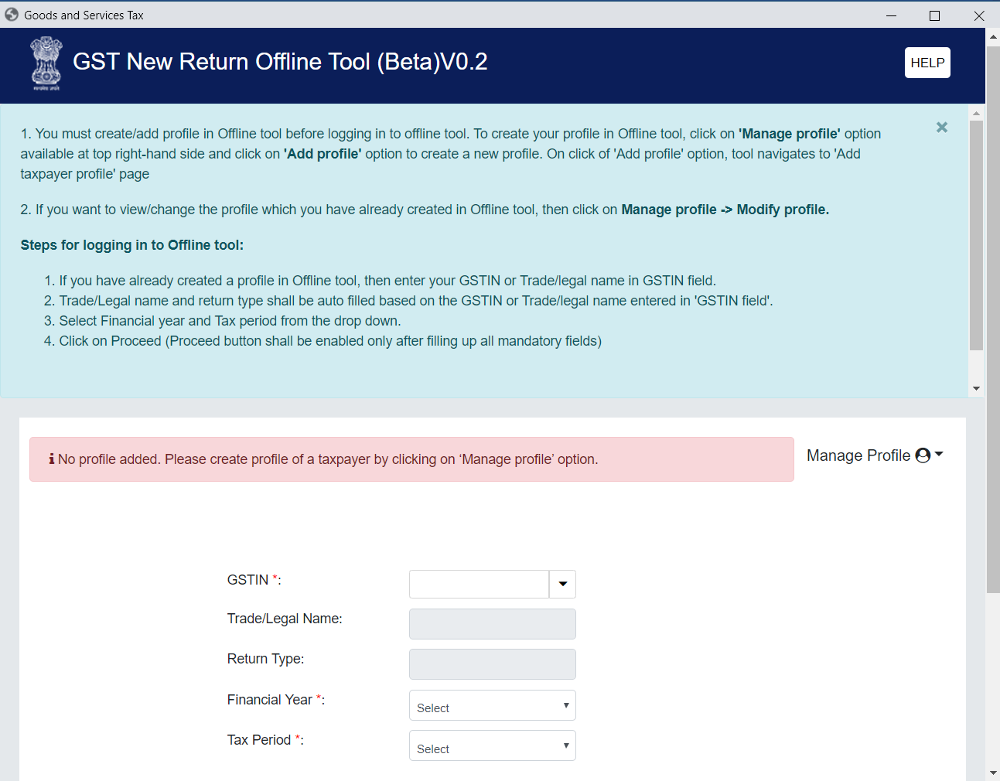 Goods and Services Tax
GST New Return Offline Tool (Beta)V0.2
HELP
1. You must create/add profile in Offline tool before logging in to offline tool. To create your profile in Offline tool, click on 'Manage profile' option
available at top right-hand side and click on 'Add profile' option to create a new profile. On click of 'Add profile' option, tool navigates to 'Add
taxpayer profile' page
2. If you want to view/change the profile which you have already created in Offline tool, then click on Manage profile -> Modify profile.
Steps for logging in to Offline tool:
1. If you have already created a profile in Offline tool, then enter your GSTIN or Trade/legal name in GSTIN field.
2. Trade/Legal name and return type shall be auto filled based on the GSTIN or Trade/legal name entered in 'GSTIN field'.
3. Select Financial year and Tax period from the drop down.
4. Click on Proceed (Proceed button shall be enabled only after filling up all mandatory fields)
No profile added. Please create profile of a taxpayer by clicking on ‘Manage profile’ option.
Manage Profile
GSTIN *:
Trade/Legal Name:
Return Type:
Financial Year *:
Select
Tax Period *:
Select